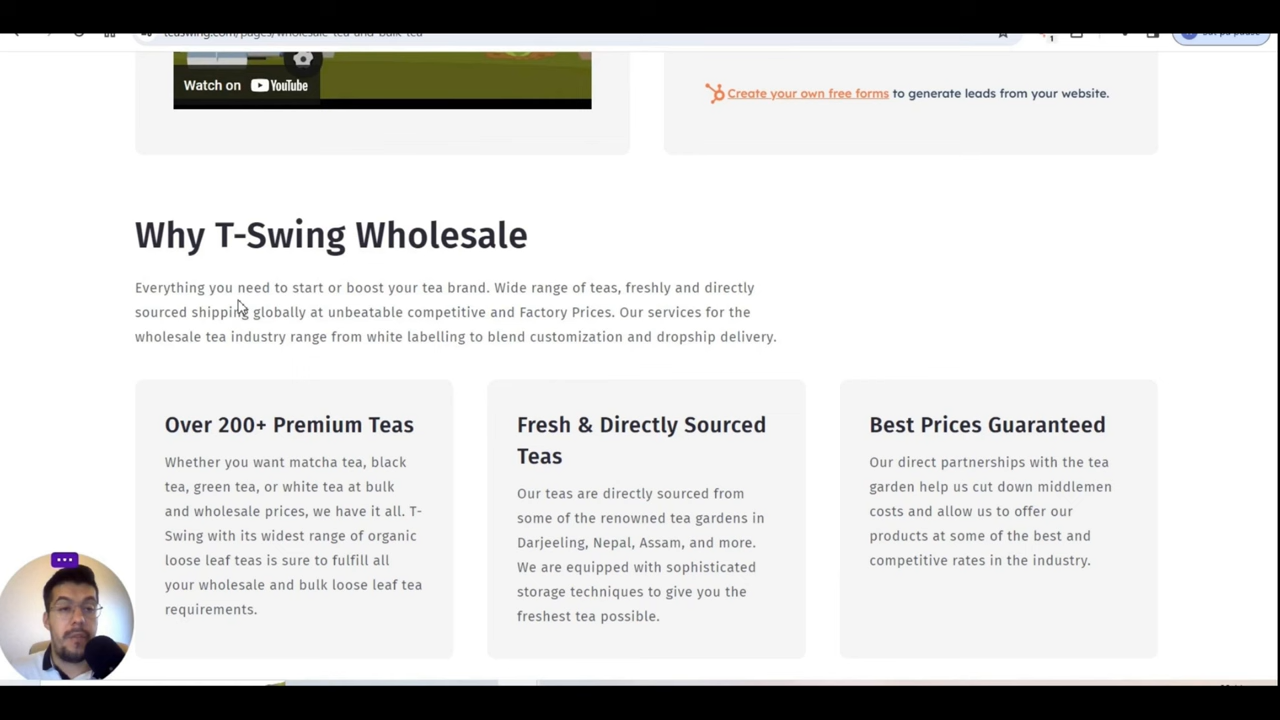 teaswing.com/pages/wholesale-tea-and-bulk-tea
1
Watch on YouTube
Create your own free forms to generate leads from your website.
Why T-Swing Wholesale
Everything you need to start or boost your tea brand. Wide range of teas, freshly and directly
sourced shipping globally at unbeatable competitive and Factory Prices. Our services for the
wholesale tea industry range from white labelling to blend customization and dropship delivery.
Over 200+ Premium Teas
Whether you want matcha tea, black
tea, green tea, or white tea at bulk
and wholesale prices, we have it all. T-
Swing with its widest range of organic
loose leaf teas is sure to fulfill all
your wholesale and bulk loose leaf tea
requirements.
Fresh & Directly Sourced
Teas
Our teas are directly sourced from
some of the renowned tea gardens in
Darjeeling, Nepal, Assam, and more.
We are equipped with sophisticated
storage techniques to give you the
freshest tea possible.
Best Prices Guaranteed
Our direct partnerships with the tea
garden help us cut down middlemen
costs and allow us to offer our
products at some of the best and
competitive rates in the industry.